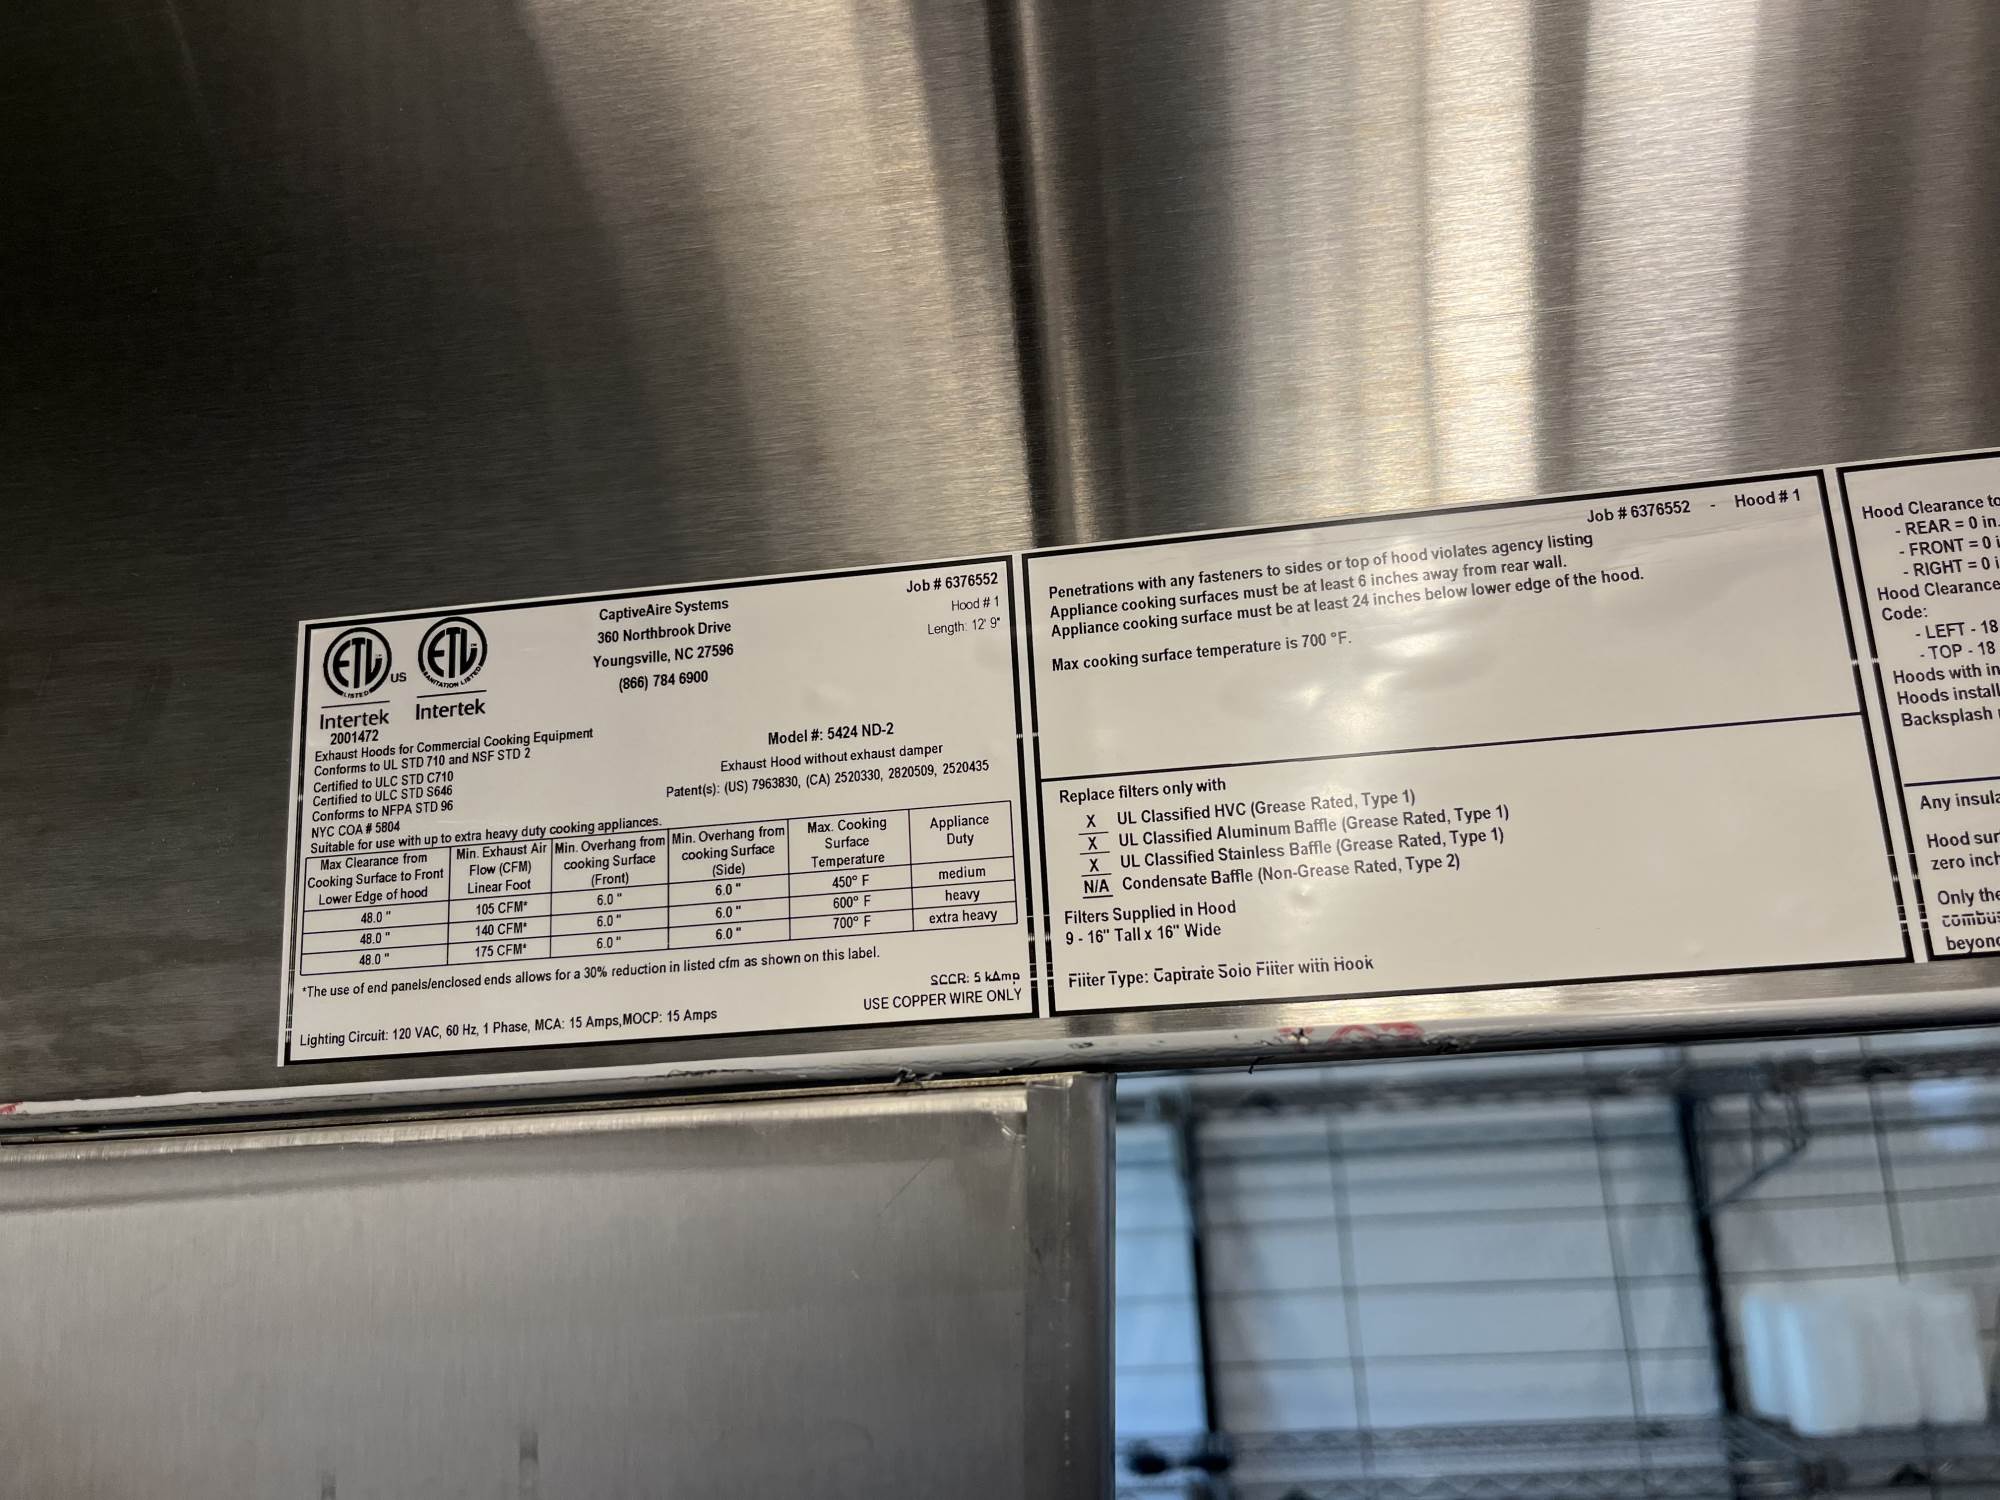 ETL
LISTED
US
Intertek
2001472
ETL
SANITATION LISTED
Intertek
CaptiveAire Systems
360 Northbrook Drive
Youngsville, NC 27596
(866) 784 6900
Job # 6376552
Hood # 1
Length: 12' 9"
Exhaust Hoods for Commercial Cooking Equipment
Conforms to UL STD 710 and NSF STD 2
Certified to ULC STD C710
Certified to ULC STD S646
Conforms to NFPA STD 96
NYC COA # 5804
Model #: 5424 ND-2
Exhaust Hood without exhaust damper
Patent(s): (US) 7963830, (CA) 2520330, 2820509, 2520435
Suitable for use with up to extra heavy duty cooking appliances.
Max Clearance from Cooking Surface to Front Lower Edge of hood | Min. Exhaust Air Flow (CFM) Linear Foot | Min. Overhang from cooking Surface (Front) | Min. Overhang from cooking Surface (Side) | Max. Cooking Surface Temperature | Appliance Duty
48.0 " | 105 CFM* | 6.0 " | 6.0 " | 450° F | medium
48.0 " | 140 CFM* | 6.0 " | 6.0 " | 600° F | heavy
48.0 " | 175 CFM* | 6.0 " | 6.0 " | 700° F | extra heavy
*The use of end panels/enclosed ends allows for a 30% reduction in listed cfm as shown on this label.
SCCR: 5 kAmp
USE COPPER WIRE ONLY
Lighting Circuit: 120 VAC, 60 Hz, 1 Phase, MCA: 15 Amps,MOCP: 15 Amps
Job # 6376552 - Hood # 1
Penetrations with any fasteners to sides or top of hood violates agency listing
Appliance cooking surfaces must be at least 6 inches away from rear wall.
Appliance cooking surface must be at least 24 inches below lower edge of the hood.
Max cooking surface temperature is 700 °F.
Replace filters only with
X UL Classified HVC (Grease Rated, Type 1)
X UL Classified Aluminum Baffle (Grease Rated, Type 1)
X UL Classified Stainless Baffle (Grease Rated, Type 1)
N/A Condensate Baffle (Non-Grease Rated, Type 2)
Filters Supplied in Hood
9 - 16" Tall x 16" Wide
Filter Type: Captrate Solo Filter with Hook
Hood Clearance to
- REAR = 0 in.
- FRONT = 0 i
- RIGHT = 0 i
Hood Clearance
Code:
- LEFT - 18
- TOP - 18
Hoods with in
Hoods install
Backsplash
Any insula
Hood sur
zero inch
Only the
combus
beyond